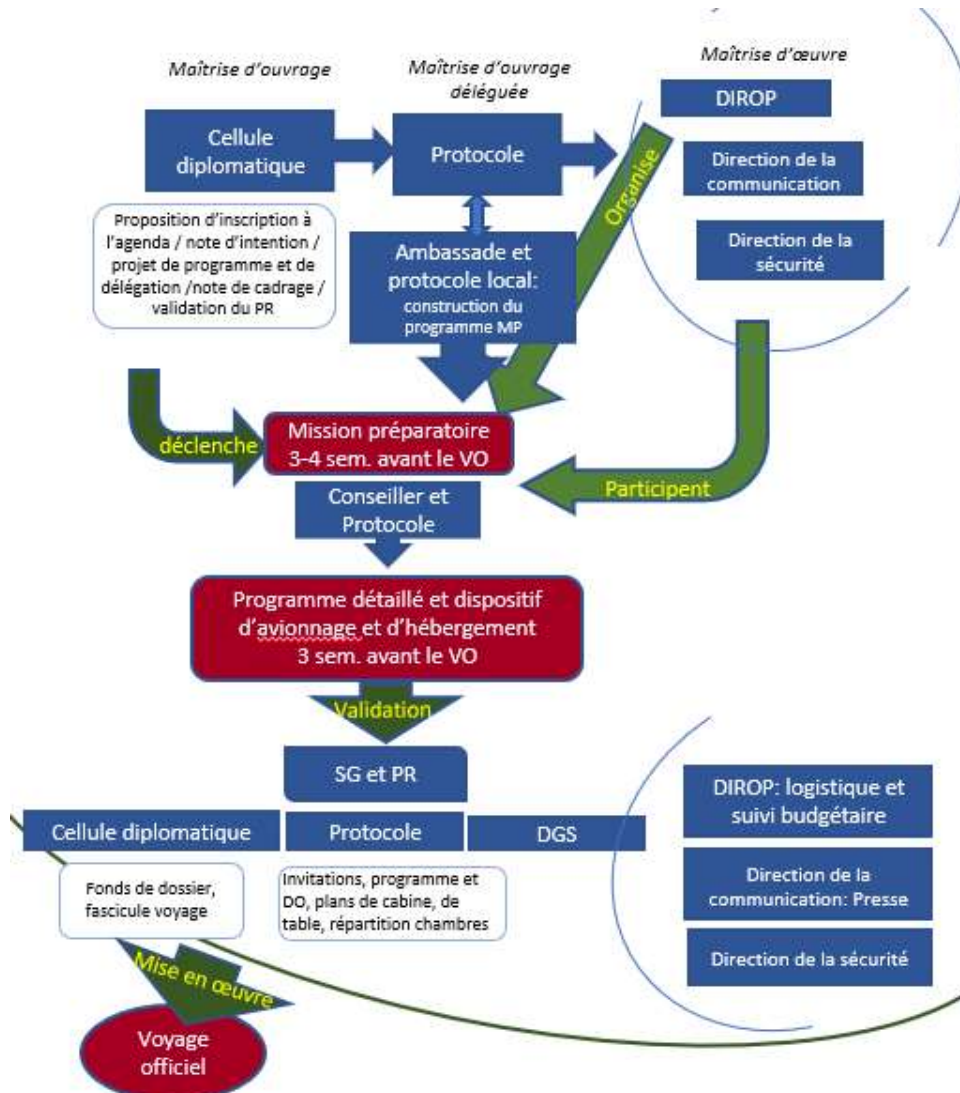 Maîtrise d'ouvrage
Maîtrise d'ouvrage
déléguée
Maîtrise d'œuvre
Cellule
diplomatique
Protocole
DIROP
Direction de la
communication
Direction de la
sécurité
Organise
Proposition d'inscription à
l'agenda / note d'intention /
projet de programme et de
délégation /note de cadrage /
validation du PR
Ambassade et
protocole local:
construction du
programme MP
déclenche
Mission préparatoire
3-4 sem. avant le VO
Participent
Conseiller et
Protocole
Programme détaillé et dispositif
d'avionnage et d'hébergement
3 sem. avant le VO
Validation
SG et PR
Cellule diplomatique
Protocole
DGS
Fonds de dossier,
fascicule voyage
Invitations, programme et
DO, plans de cabine, de
table, répartition chambres
DIROP: logistique et
suivi budgétaire
Direction de la
communication: Presse
Direction de la sécurité
Mise en œuvre
Voyage
officiel